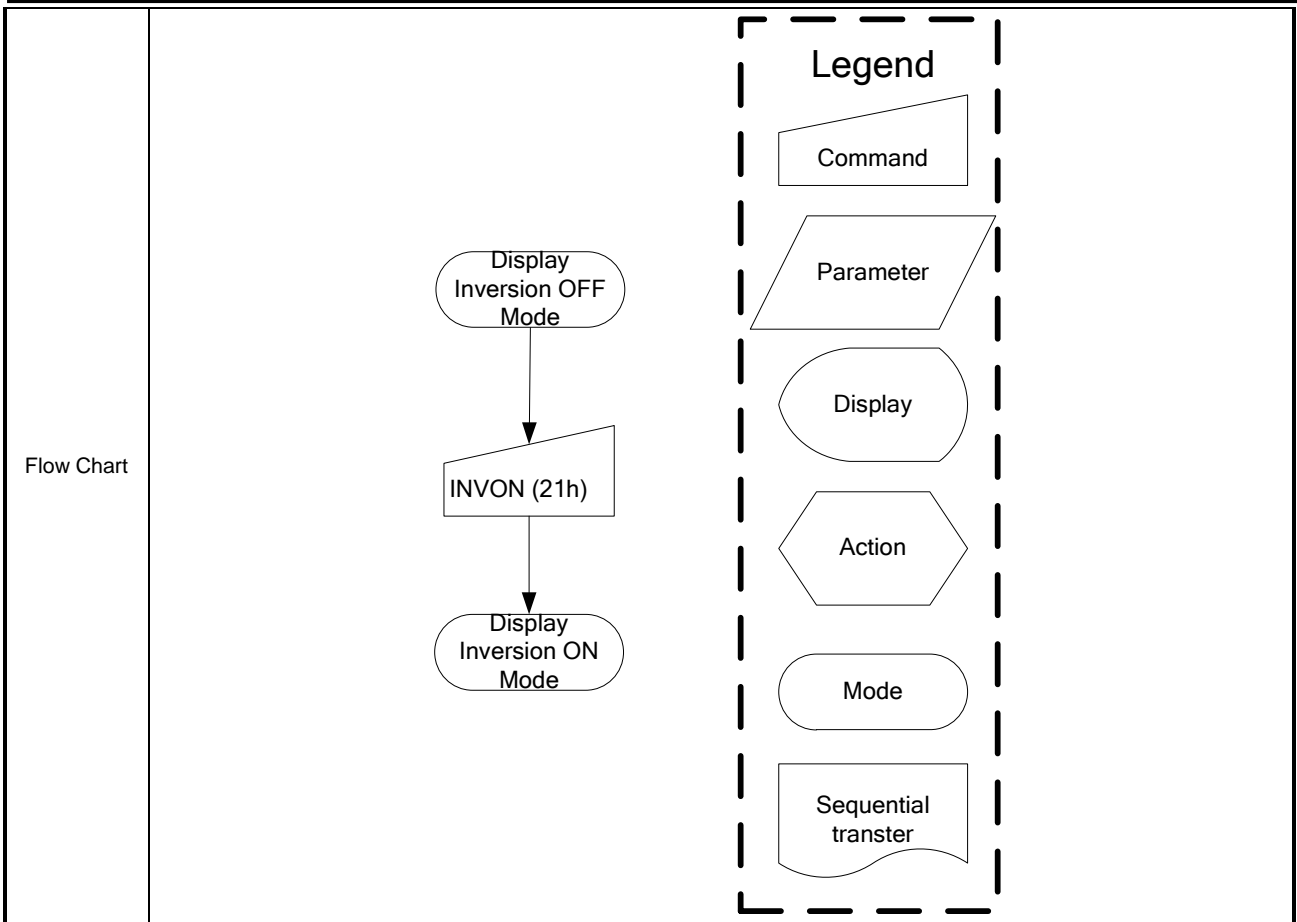 Flow Chart
Display
Inversion OFF
Mode
INVON (21h)
Display
Inversion ON
Mode
Legend
Command
Parameter
Display
Action
Mode
Sequential
transter